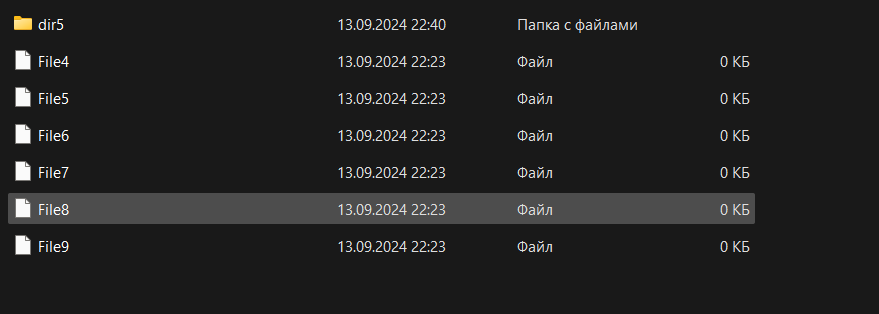 dir5 13.09.2024 22:40 Папка с файлами
File4 13.09.2024 22:23 Файл 0 КБ
File5 13.09.2024 22:23 Файл 0 КБ
File6 13.09.2024 22:23 Файл 0 КБ
File7 13.09.2024 22:23 Файл 0 КБ
File8 13.09.2024 22:23 Файл 0 КБ
File9 13.09.2024 22:23 Файл 0 КБ